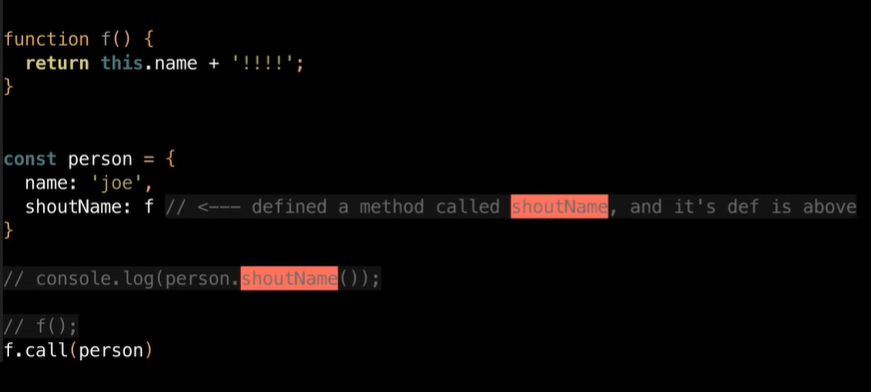 function f() {
  return this.name + '!!!!';
}
const person = {
  name: 'joe',
  shoutName: f // <--- defined a method called shoutName, and it's def is above
}
// console.log(person.shoutName());
// f();
f.call(person)